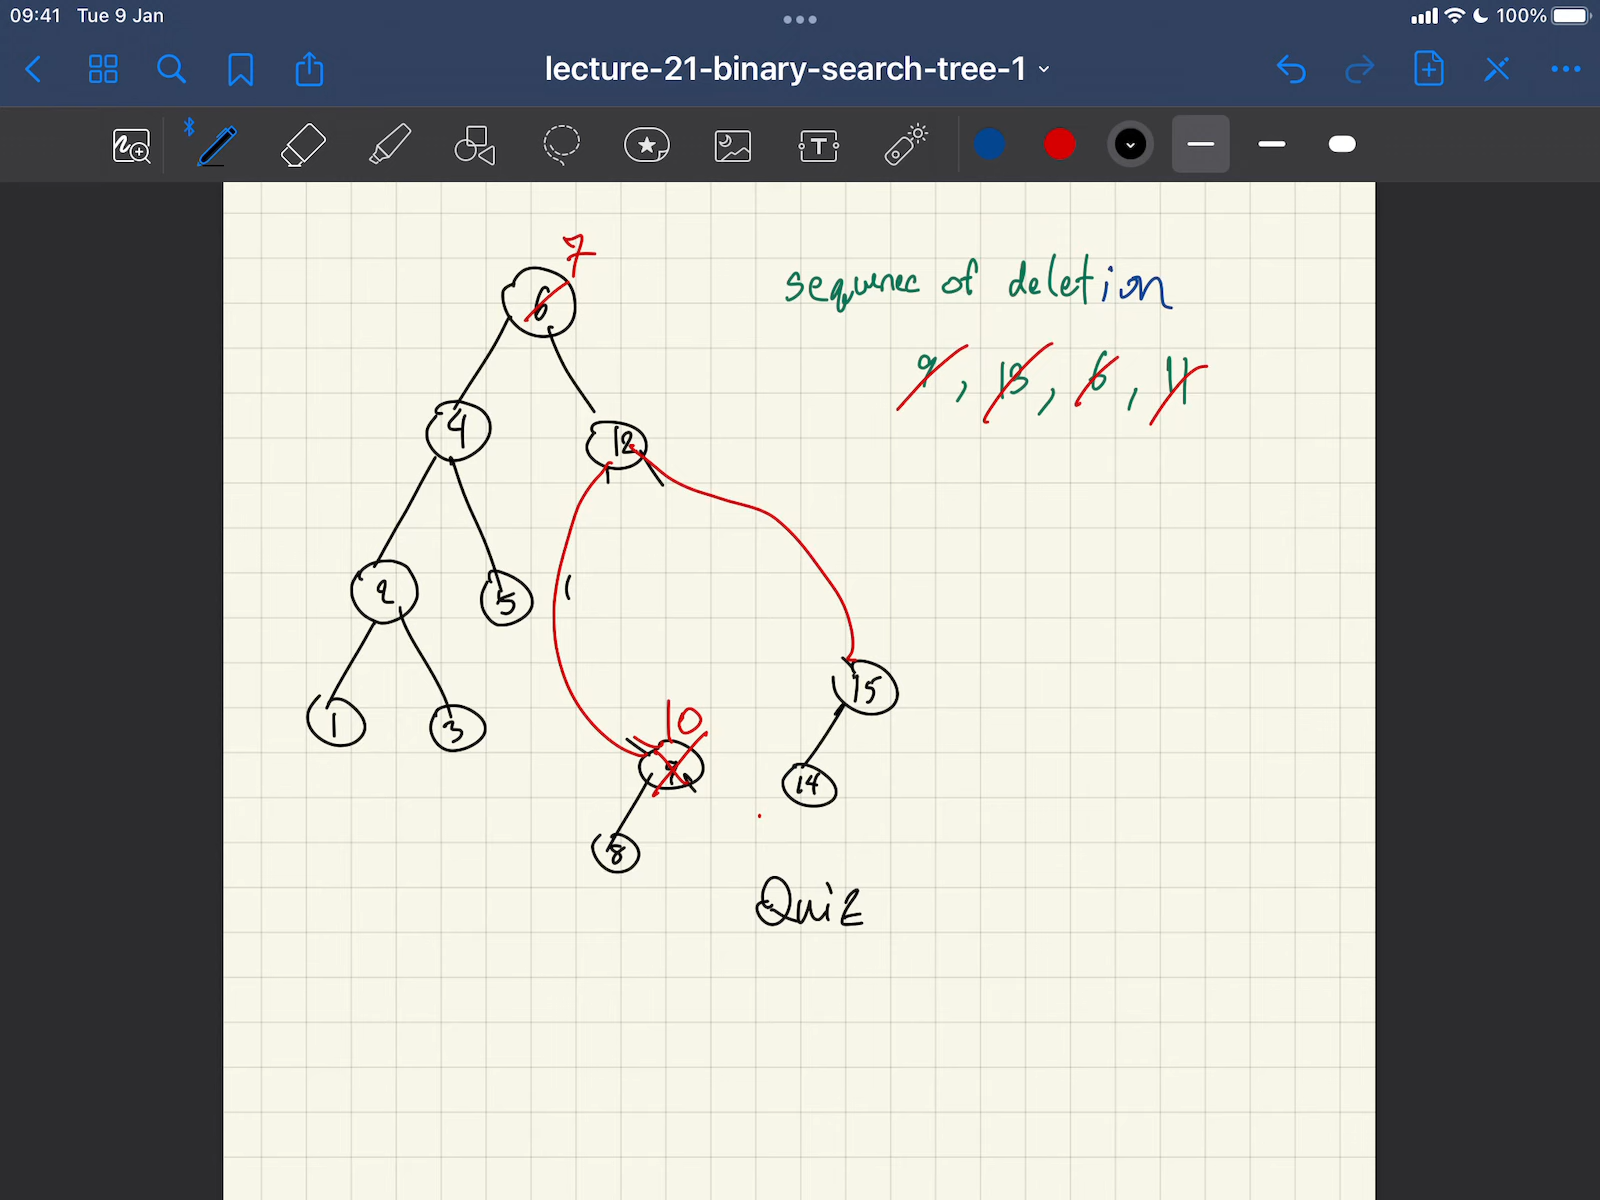 09:41 Tue 9 Jan
100%
lecture-21-binary-search-tree-1
T
7
6
sequence of deletion
9, 13, 6, 11
4
12
2
5
15
1
3
10
14
8
Quiz